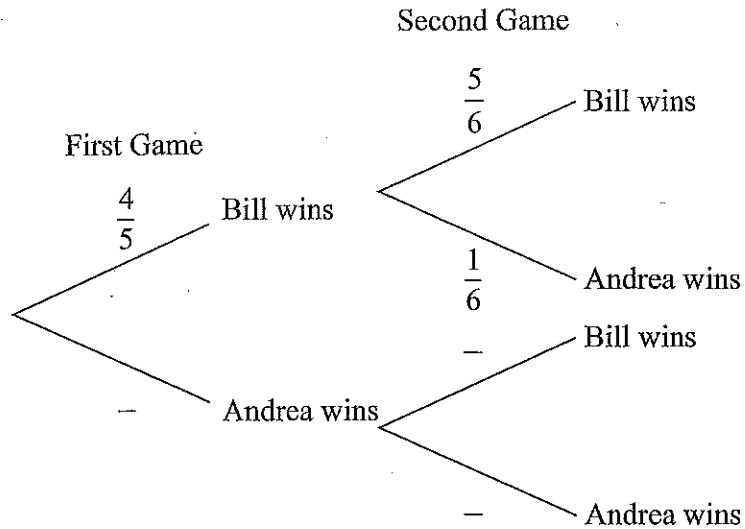 Second Game
5
6
Bill wins
First Game
4
5
Bill wins
1
6
Andrea wins
–
Bill wins
–
Andrea wins
–
Andrea wins